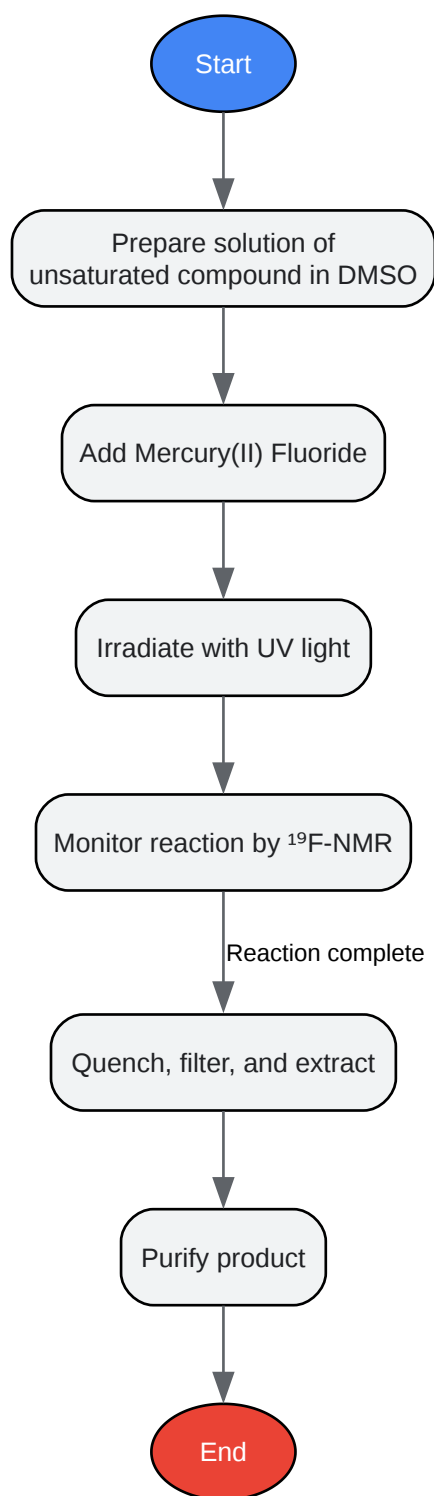 Start
Prepare solution of
unsaturated compound in DMSO
Add Mercury(II) Fluoride
Irradiate with UV light
Monitor reaction by ¹⁹F-NMR
Reaction complete
Quench, filter, and extract
Purify product
End